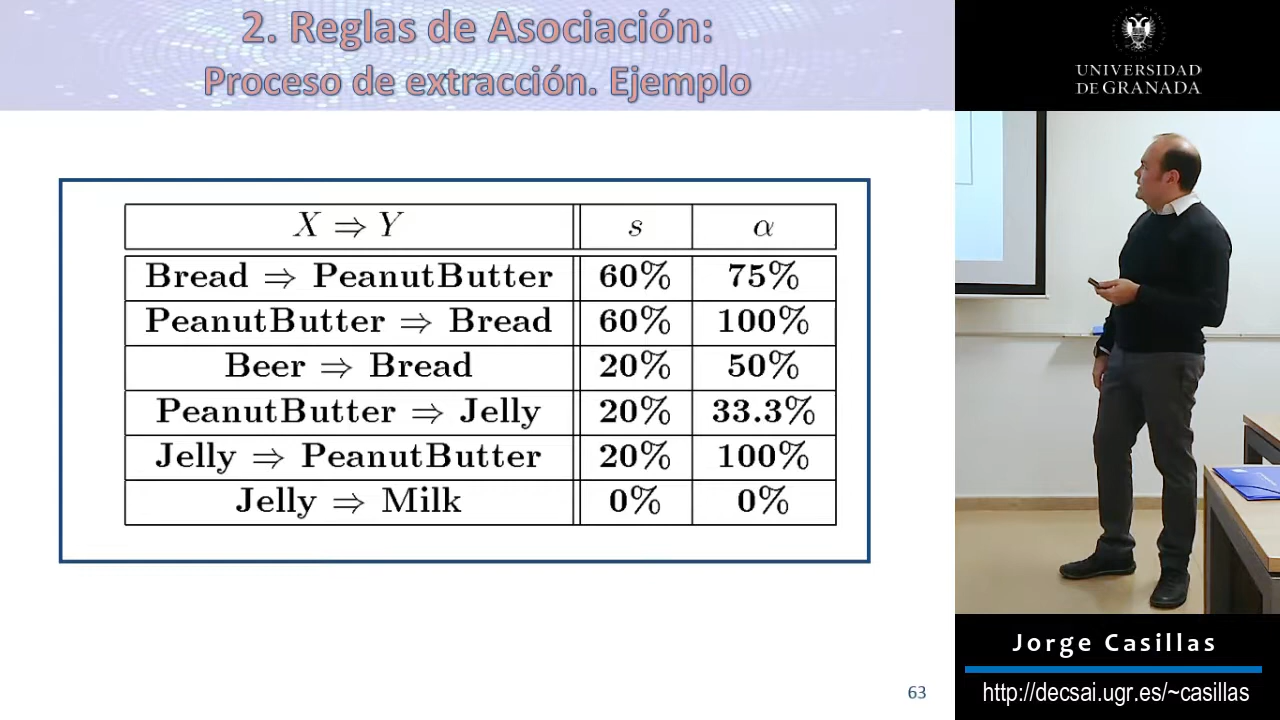 2. Reglas de Asociación:
Proceso de extracción. Ejemplo
X ⇒ Y s α
Bread ⇒ PeanutButter 60% 75%
PeanutButter ⇒ Bread 60% 100%
Beer ⇒ Bread 20% 50%
PeanutButter ⇒ Jelly 20% 33.3%
Jelly ⇒ PeanutButter 20% 100%
Jelly ⇒ Milk 0% 0%
63
UNIVERSIDAD
DE GRANADA
Jorge Casillas
http://decsai.ugr.es/~casillas